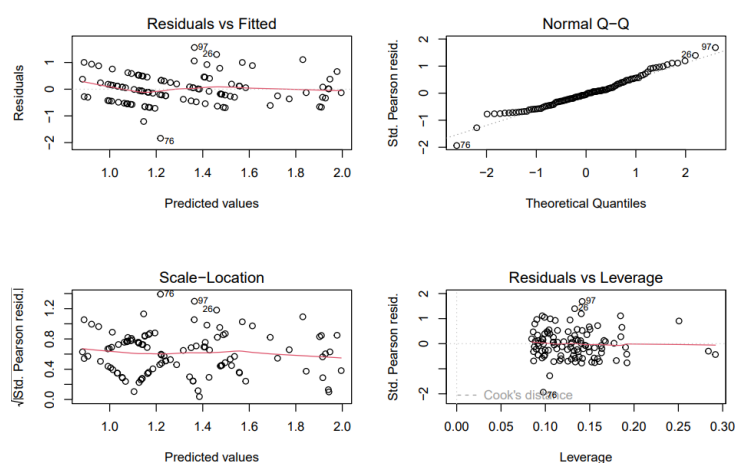 Residuals vs Fitted
Residuals
1
0
−1
−2
97
26
76
1.0 1.2 1.4 1.6 1.8 2.0
Predicted values
Normal Q−Q
Std. Pearson resid.
2
1
0
−1
−2
97
26
76
−2 −1 0 1 2
Theoretical Quantiles
Scale−Location
√|Std. Pearson resid.|
1.2
0.8
0.4
0.0
76
97
26
1.0 1.2 1.4 1.6 1.8 2.0
Predicted values
Residuals vs Leverage
Std. Pearson resid.
2
1
0
−2
97
26
76
Cook's distance
0.00 0.05 0.10 0.15 0.20 0.25 0.30
Leverage